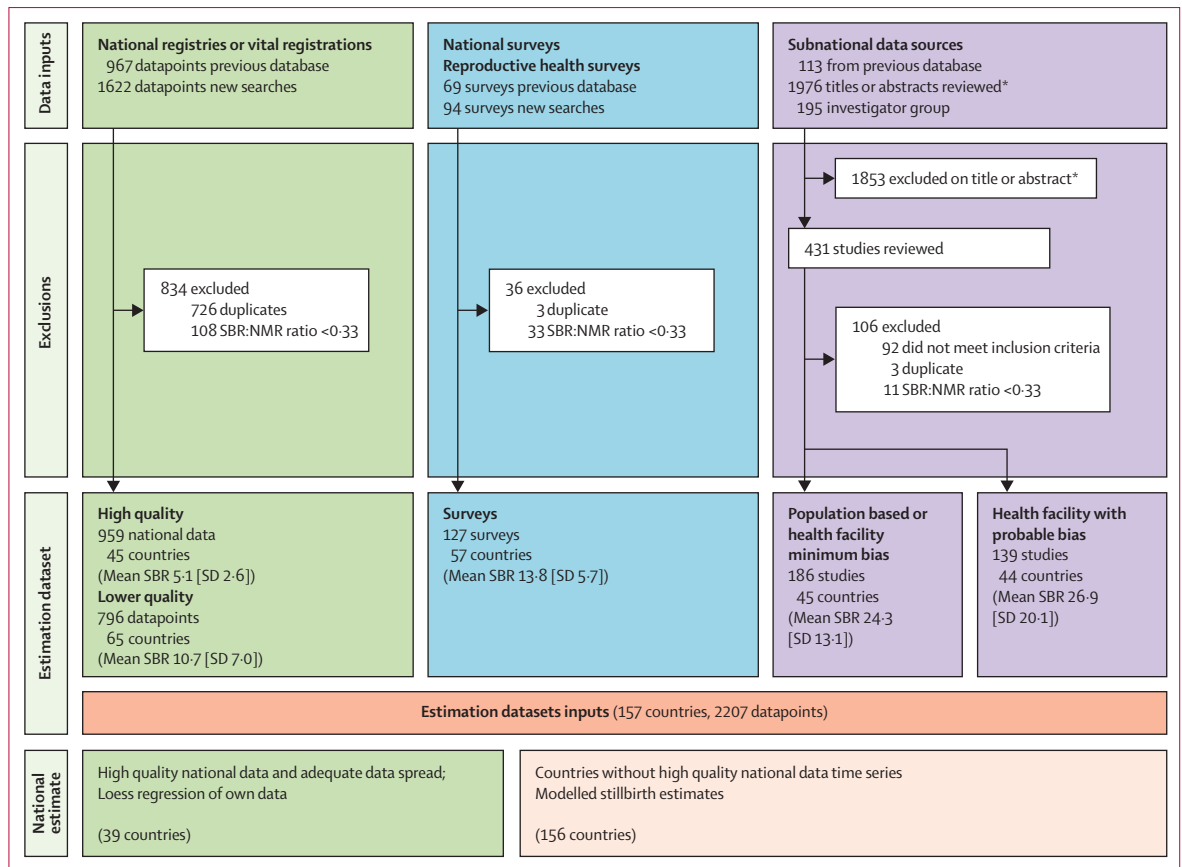 Data inputs
National registries or vital registrations
967 datapoints previous database
1622 datapoints new searches
National surveys
Reproductive health surveys
69 surveys previous database
94 surveys new searches
Subnational data sources
113 from previous database
1976 titles or abstracts reviewed*
195 investigator group
Exdusions
834 excluded
726 duplicates
108 SBR:NMR ratio <0·33
36 excluded
3 duplicate
33 SBR:NMR ratio <0·33
1853 excluded on title or abstract*
431 studies reviewed
106 excluded
92 did not meet inclusion criteria
3 duplicate
11 SBR:NMR ratio <0·33
Estimation dataset
High quality
959 national data
45 countries
(Mean SBR 5·1 [SD 2·6])
Lower quality
796 datapoints
65 countries
(Mean SBR 10·7 [SD 7·0])
Surveys
127 surveys
57 countries
(Mean SBR 13·8 [SD 5·7])
Population based or
health facility
minimum bias
186 studies
45 countries
(Mean SBR 24·3
[SD 13·1])
Health facility with
probable bias
139 studies
44 countries
(Mean SBR 26·9
[SD 20·1])
Estimation datasets inputs (157 countries, 2207 datapoints)
National
estimate
High quality national data and adequate data spread;
Loess regression of own data
(39 countries)
Countries without high quality national data time series
Modelled stillbirth estimates
(156 countries)